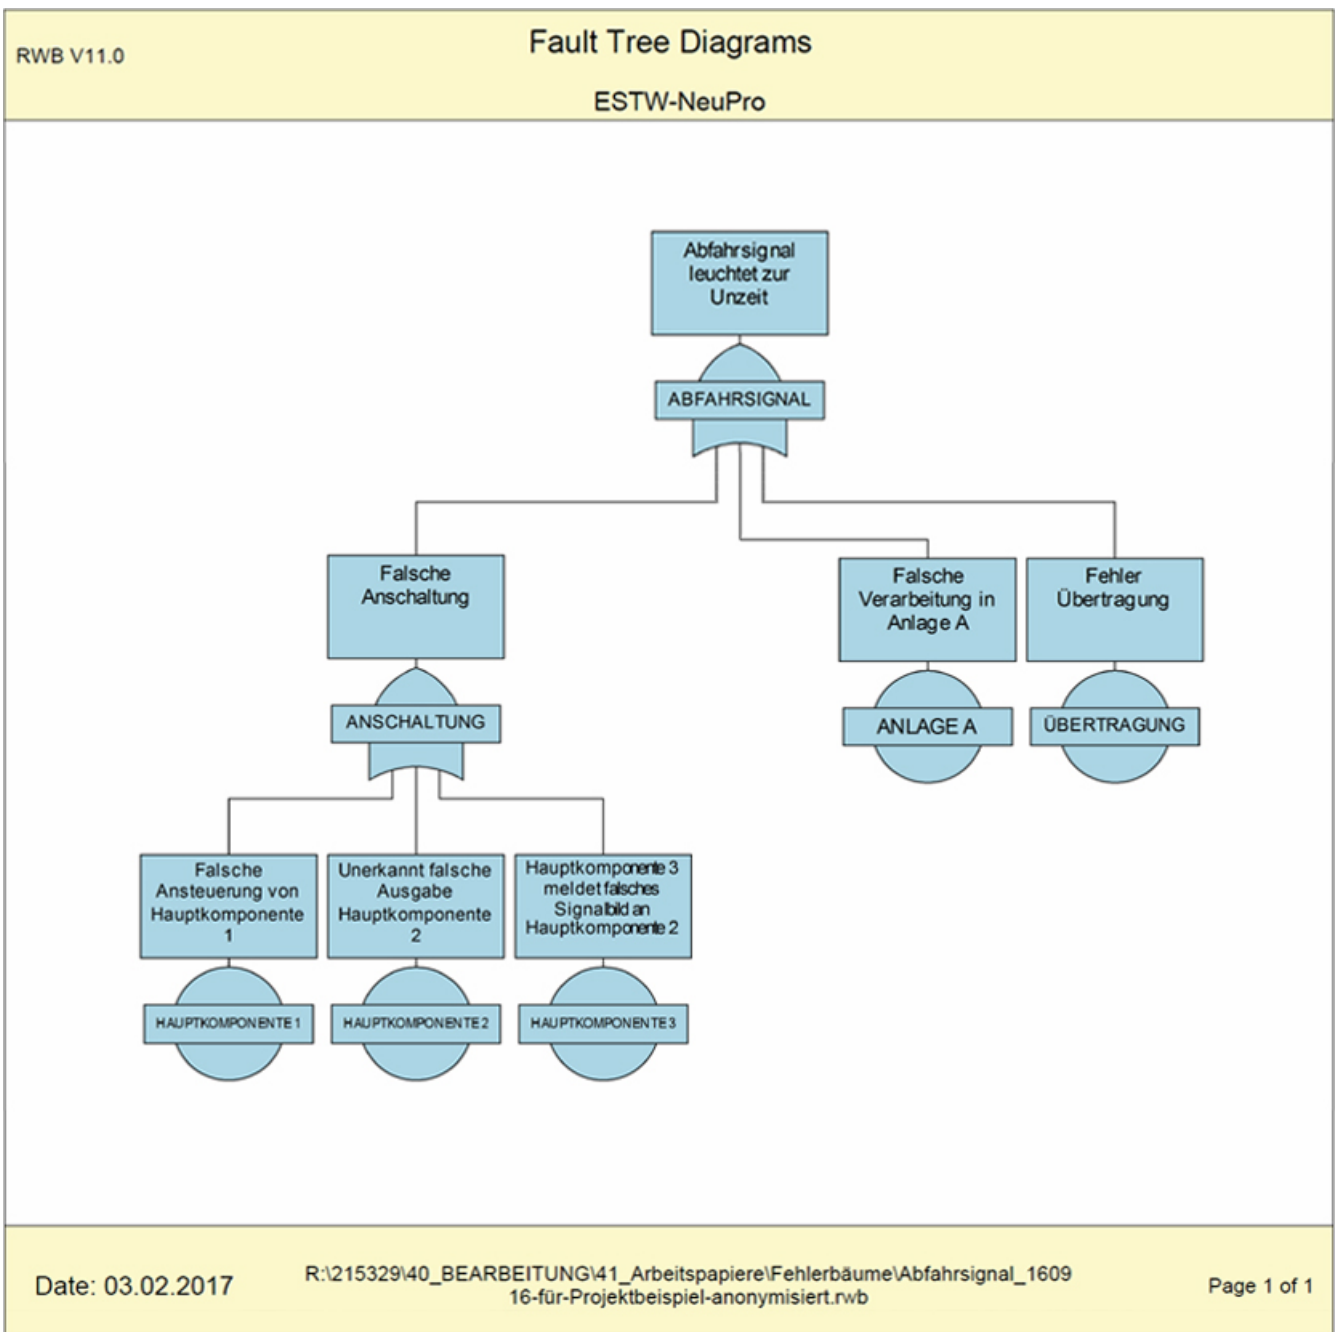 RWB V11.0
Fault Tree Diagrams
ESTW-NeuPro
Abfahrsignal
leuchtet zur
Unzeit
ABFAHRSIGNAL
Falsche
Anschaltung
Falsche
Verarbeitung in
Anlage A
Fehler
Übertragung
ANSCHALTUNG
ANLAGE A
ÜBERTRAGUNG
Falsche
Ansteuerung von
Hauptkomponente
1
Unerkannt falsche
Ausgabe
Hauptkomponente
2
Hauptkomponente 3
meldet falsches
Signalbild an
Hauptkomponente 2
HAUPTKOMPONENTE 1
HAUPTKOMPONENTE 2
HAUPTKOMPONENTE 3
Date: 03.02.2017
R:\215329\40_BEARBEITUNG\41_Arbeitspapiere\Fehlerbäume\Abfahrsignal_1609
16-für-Projektbeispiel-anonymisiert.rwb
Page 1 of 1